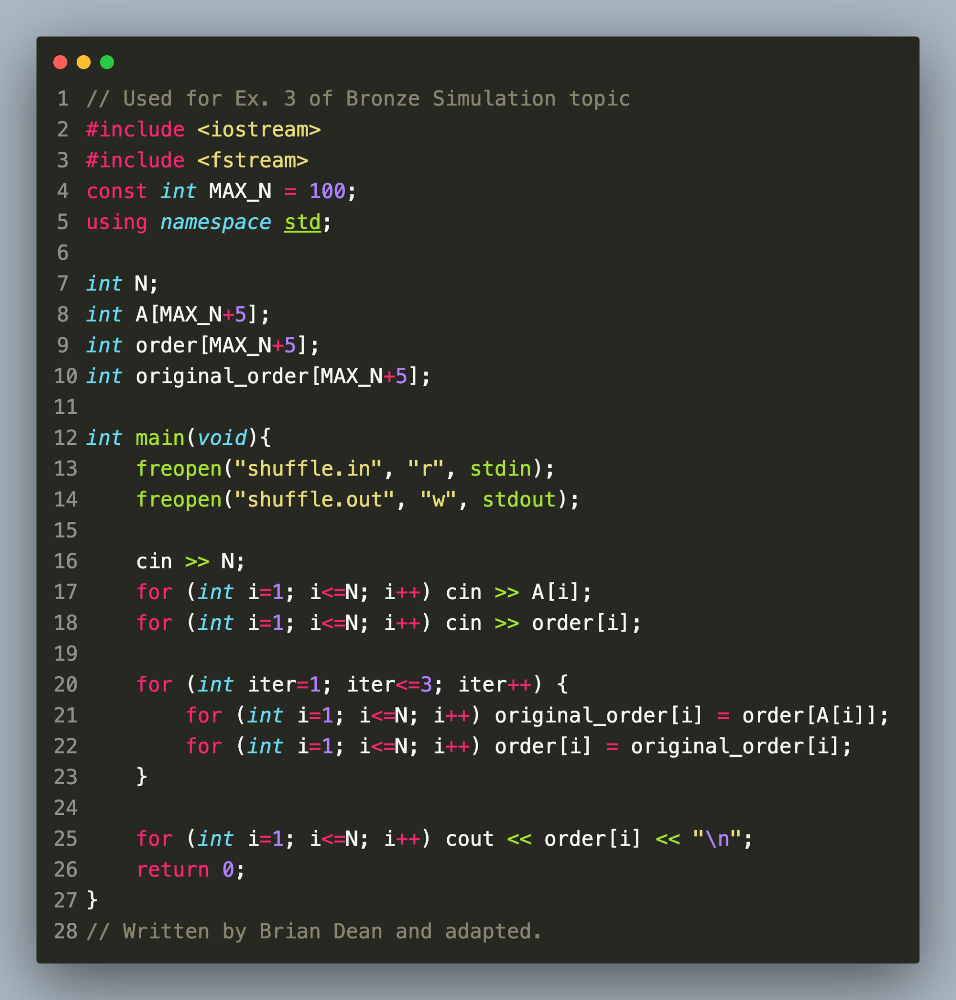 1 // Used for Ex. 3 of Bronze Simulation topic
2 #include <iostream>
3 #include <fstream>
4 const int MAX_N = 100;
5 using namespace std;
6
7 int N;
8 int A[MAX_N+5];
9 int order[MAX_N+5];
10 int original_order[MAX_N+5];
11
12 int main(void){
13     freopen("shuffle.in", "r", stdin);
14     freopen("shuffle.out", "w", stdout);
15
16     cin >> N;
17     for (int i=1; i<=N; i++) cin >> A[i];
18     for (int i=1; i<=N; i++) cin >> order[i];
19
20     for (int iter=1; iter<=3; iter++) {
21         for (int i=1; i<=N; i++) original_order[i] = order[A[i]];
22         for (int i=1; i<=N; i++) order[i] = original_order[i];
23     }
24
25     for (int i=1; i<=N; i++) cout << order[i] << "\n";
26     return 0;
27 }
28 // Written by Brian Dean and adapted.